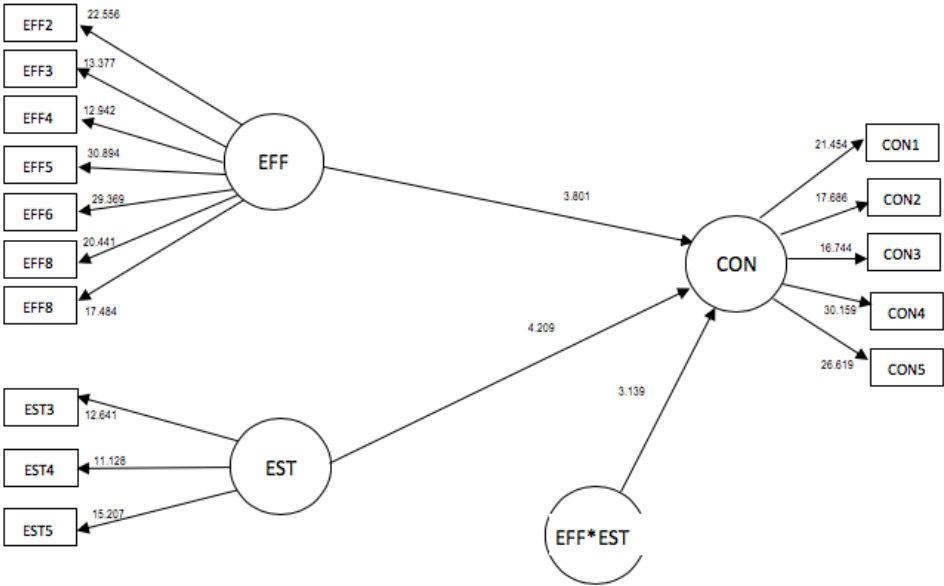 EFF2
22.556
EFF3
13.377
EFF4
12.942
EFF5
30.894
EFF6
29.369
EFF8
20.441
EFF8
17.484
EFF
3.801
CON
21.454
CON1
17.686
CON2
16.744
CON3
30.159
CON4
26.619
CON5
4.209
3.139
EST3
12.641
EST4
11.128
EST5
15.207
EST
EFF*EST